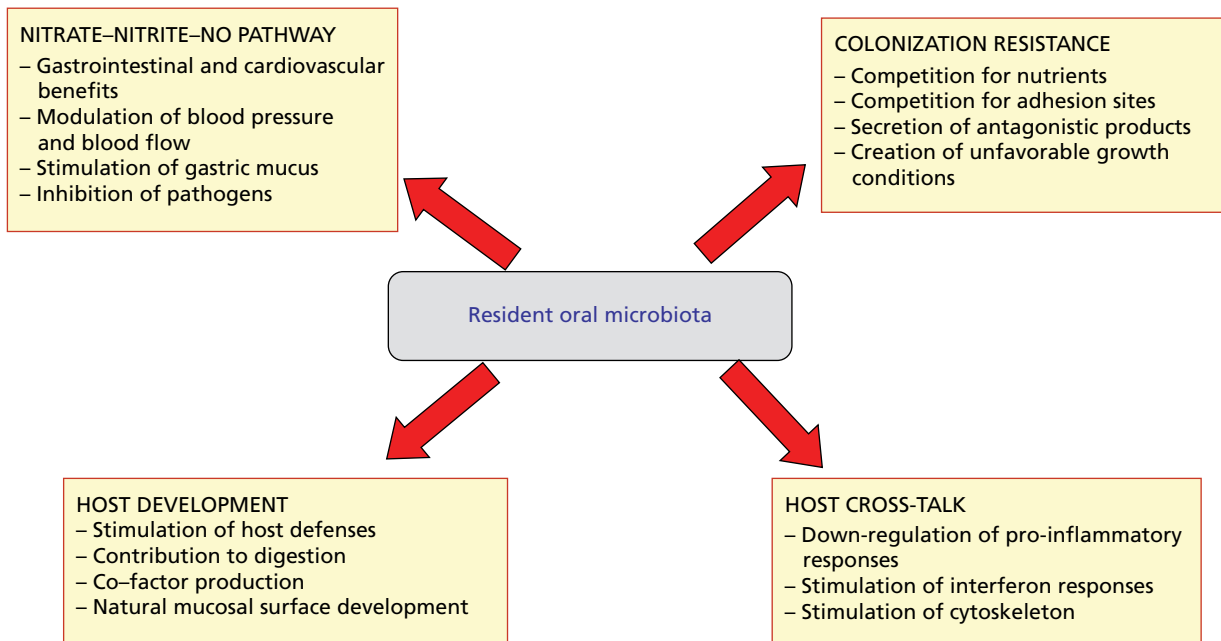 NITRATE–NITRITE–NO PATHWAY
– Gastrointestinal and cardiovascular
benefits
– Modulation of blood pressure
and blood flow
– Stimulation of gastric mucus
– Inhibition of pathogens
COLONIZATION RESISTANCE
– Competition for nutrients
– Competition for adhesion sites
– Secretion of antagonistic products
– Creation of unfavorable growth
conditions
Resident oral microbiota
HOST DEVELOPMENT
– Stimulation of host defenses
– Contribution to digestion
– Co–factor production
– Natural mucosal surface development
HOST CROSS-TALK
– Down-regulation of pro-inflammatory
responses
– Stimulation of interferon responses
– Stimulation of cytoskeleton